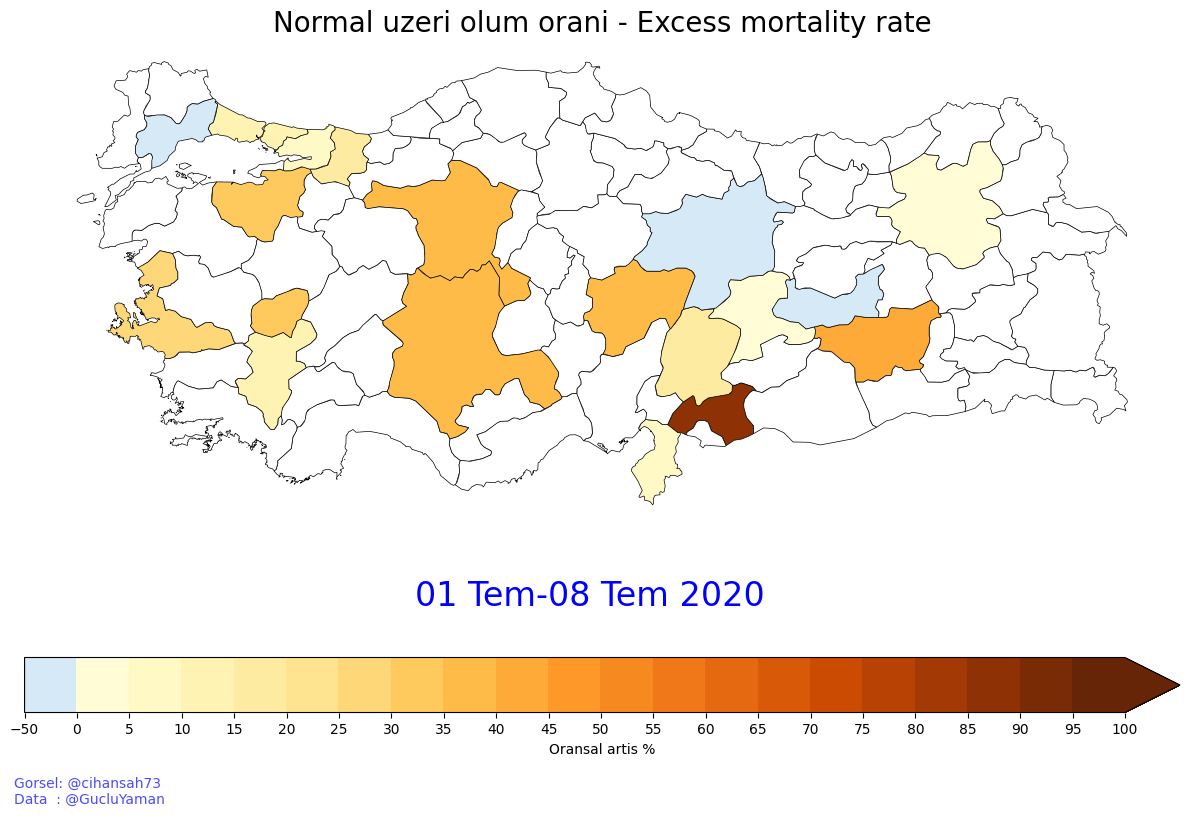 Normal uzeri olum orani - Excess mortality rate
01 Tem-08 Tem 2020
−50 0 5 10 15 20 25 30 35 40 45 50 55 60 65 70 75 80 85 90 95 100
Oransal artis %
Gorsel: @cihansah73
Data  : @GucluYaman